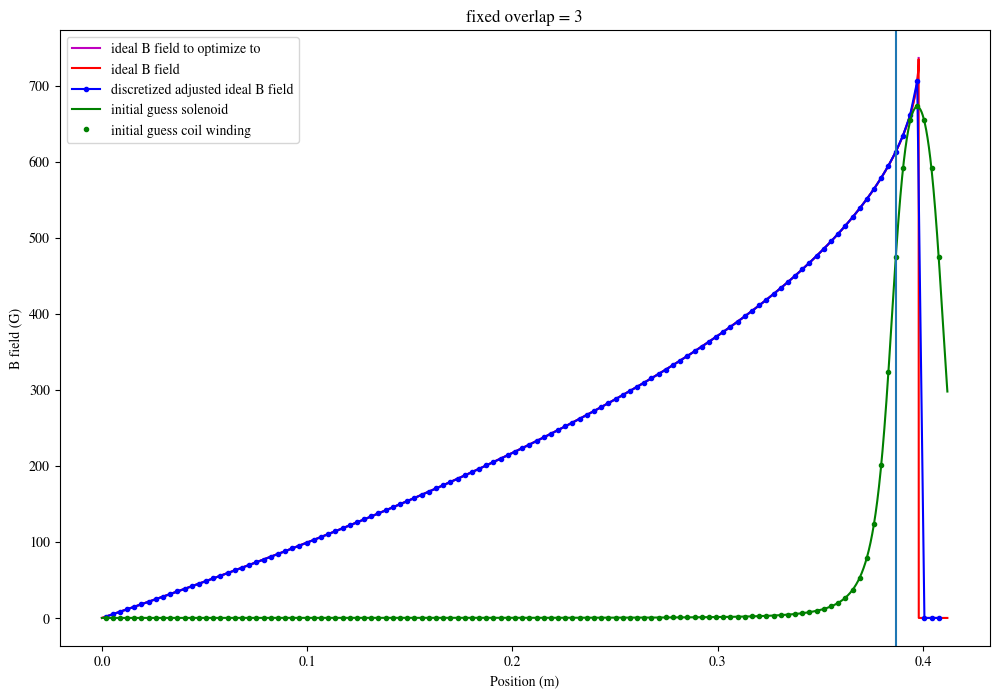 fixed overlap = 3
ideal B field to optimize to
ideal B field
discretized adjusted ideal B field
initial guess solenoid
initial guess coil winding
B field (G)
700
600
500
400
300
200
100
0
0.0 0.1 0.2 0.3 0.4
Position (m)